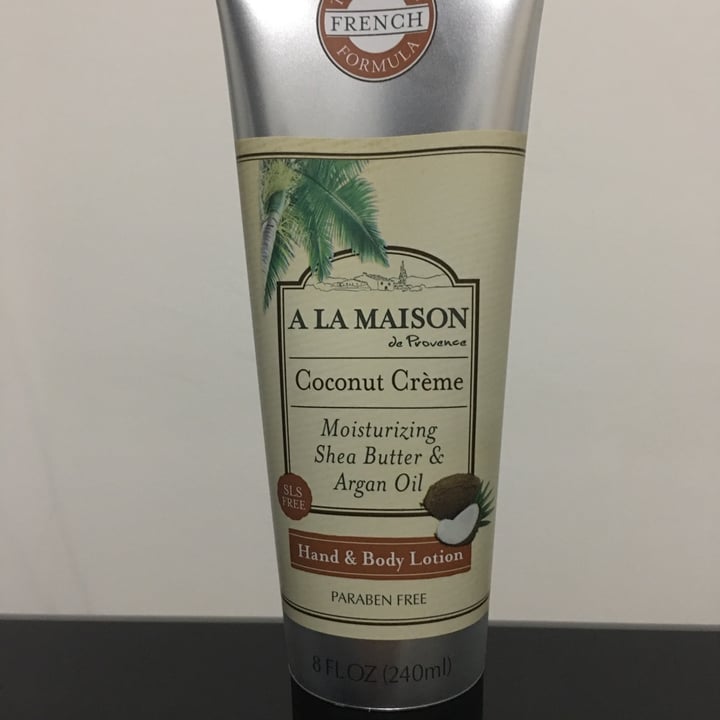 FRENCH
FORMULA
A LA MAISON
de Provence
Coconut Crème
Moisturizing
Shea Butter &
Argan Oil
SLS
FREE
Hand & Body Lotion
PARABEN FREE
8 FL OZ (240ml)